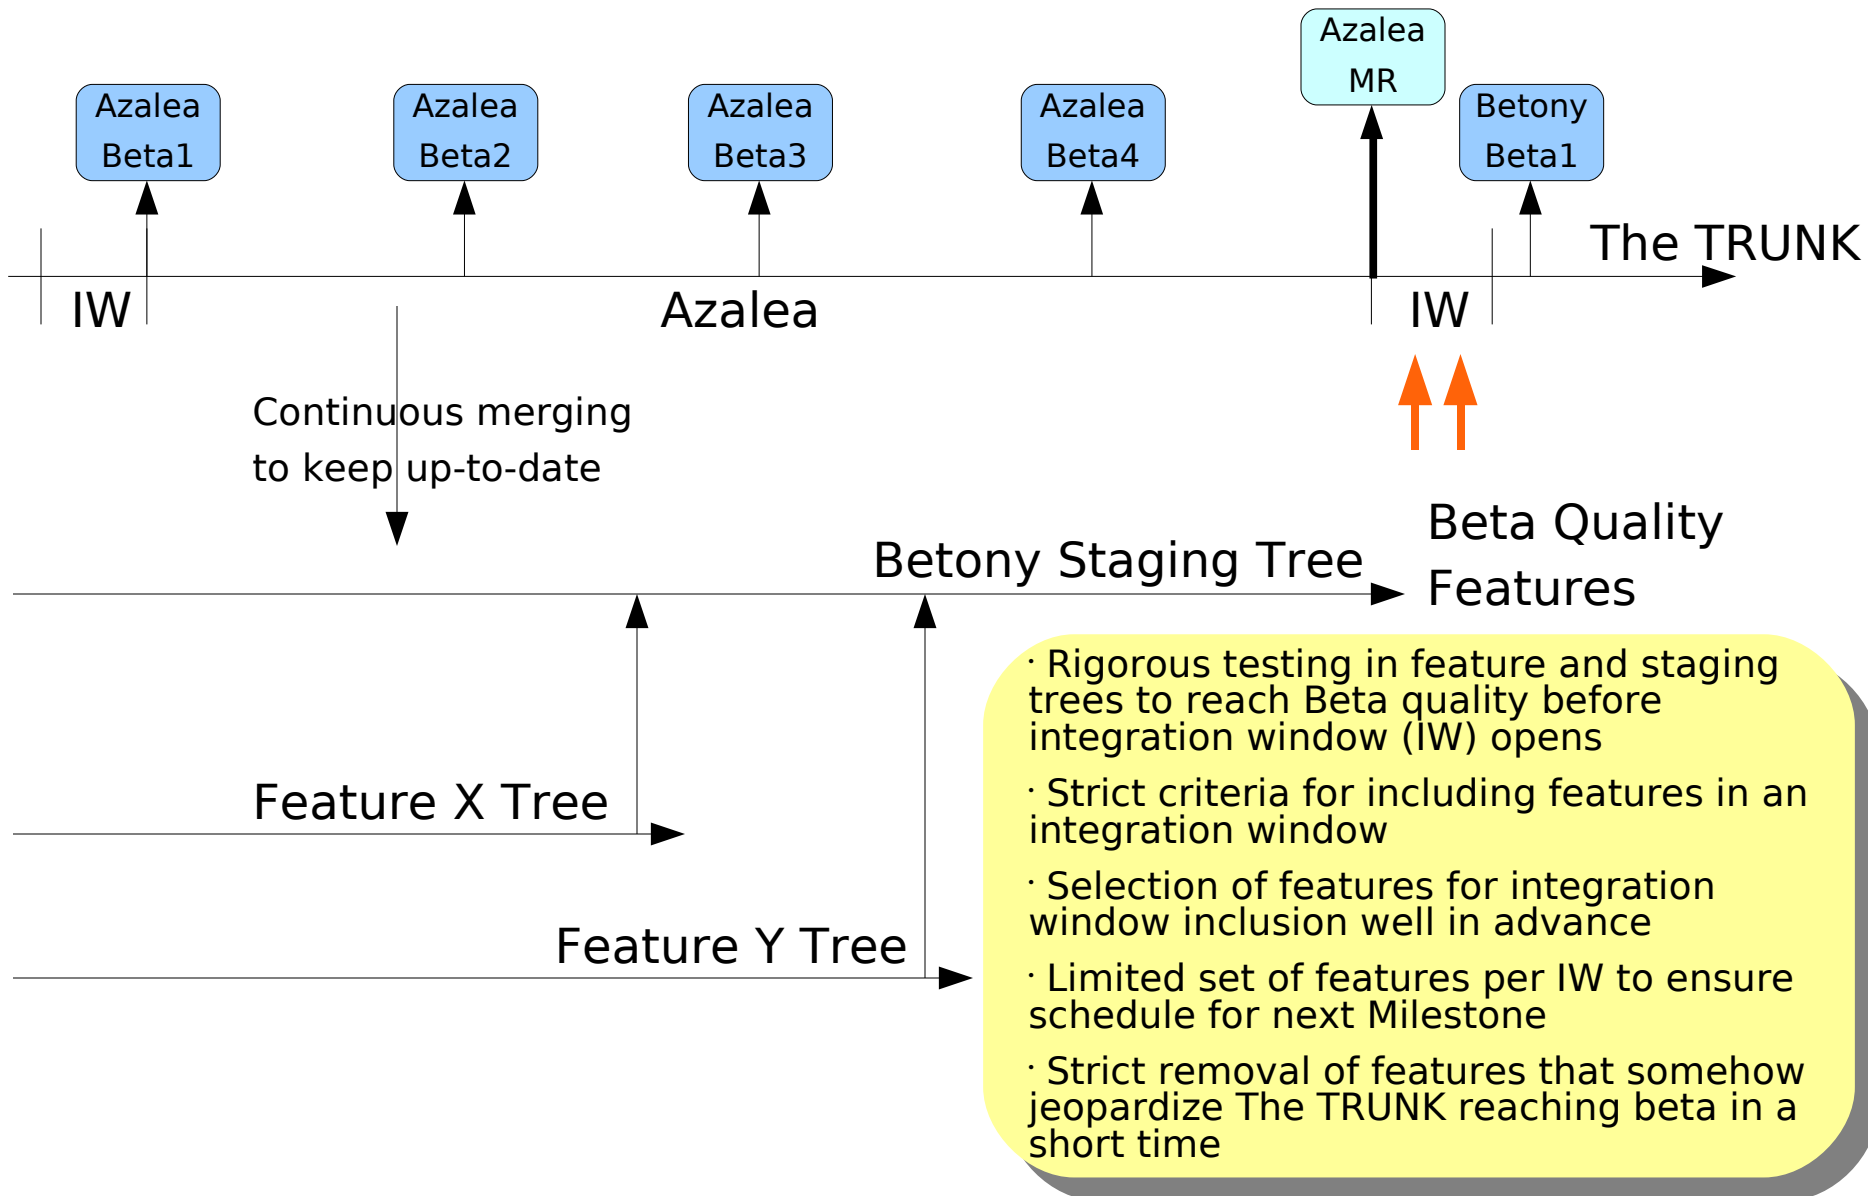 Azalea
MR
Azalea
Beta1
Azalea
Beta2
Azalea
Beta3
Azalea
Beta4
Betony
Beta1
The TRUNK
IW
Azalea
IW
Continuous merging
to keep up-to-date
Beta Quality
Features
Betony Staging Tree
Feature X Tree
Feature Y Tree
· Rigorous testing in feature and staging
trees to reach Beta quality before
integration window (IW) opens
· Strict criteria for including features in an
integration window
· Selection of features for integration
window inclusion well in advance
· Limited set of features per IW to ensure
schedule for next Milestone
· Strict removal of features that somehow
jeopardize The TRUNK reaching beta in a
short time